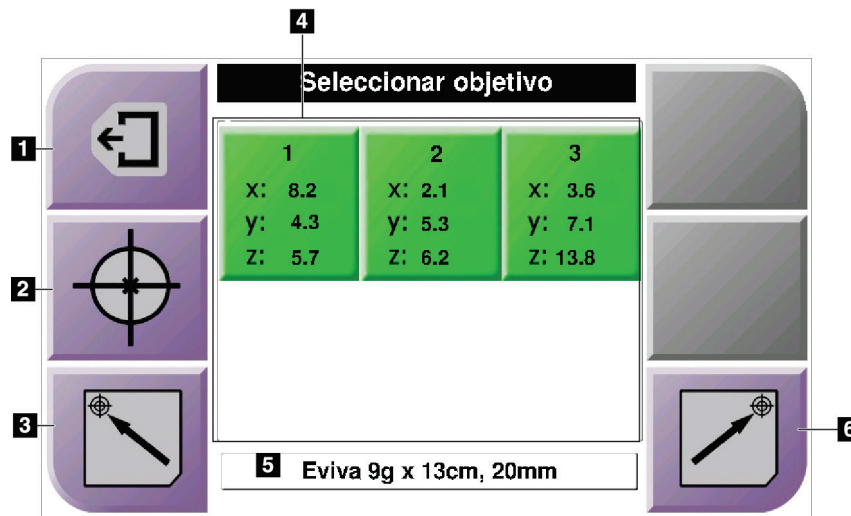 4
Seleccionar objetivo
1
1 2 3
x: 8.2 x: 2.1 x: 3.6
y: 4.3 y: 5.3 y: 7.1
z: 5.7 z: 6.2 z: 13.8
2
3
6
5 Eviva 9g x 13cm, 20mm